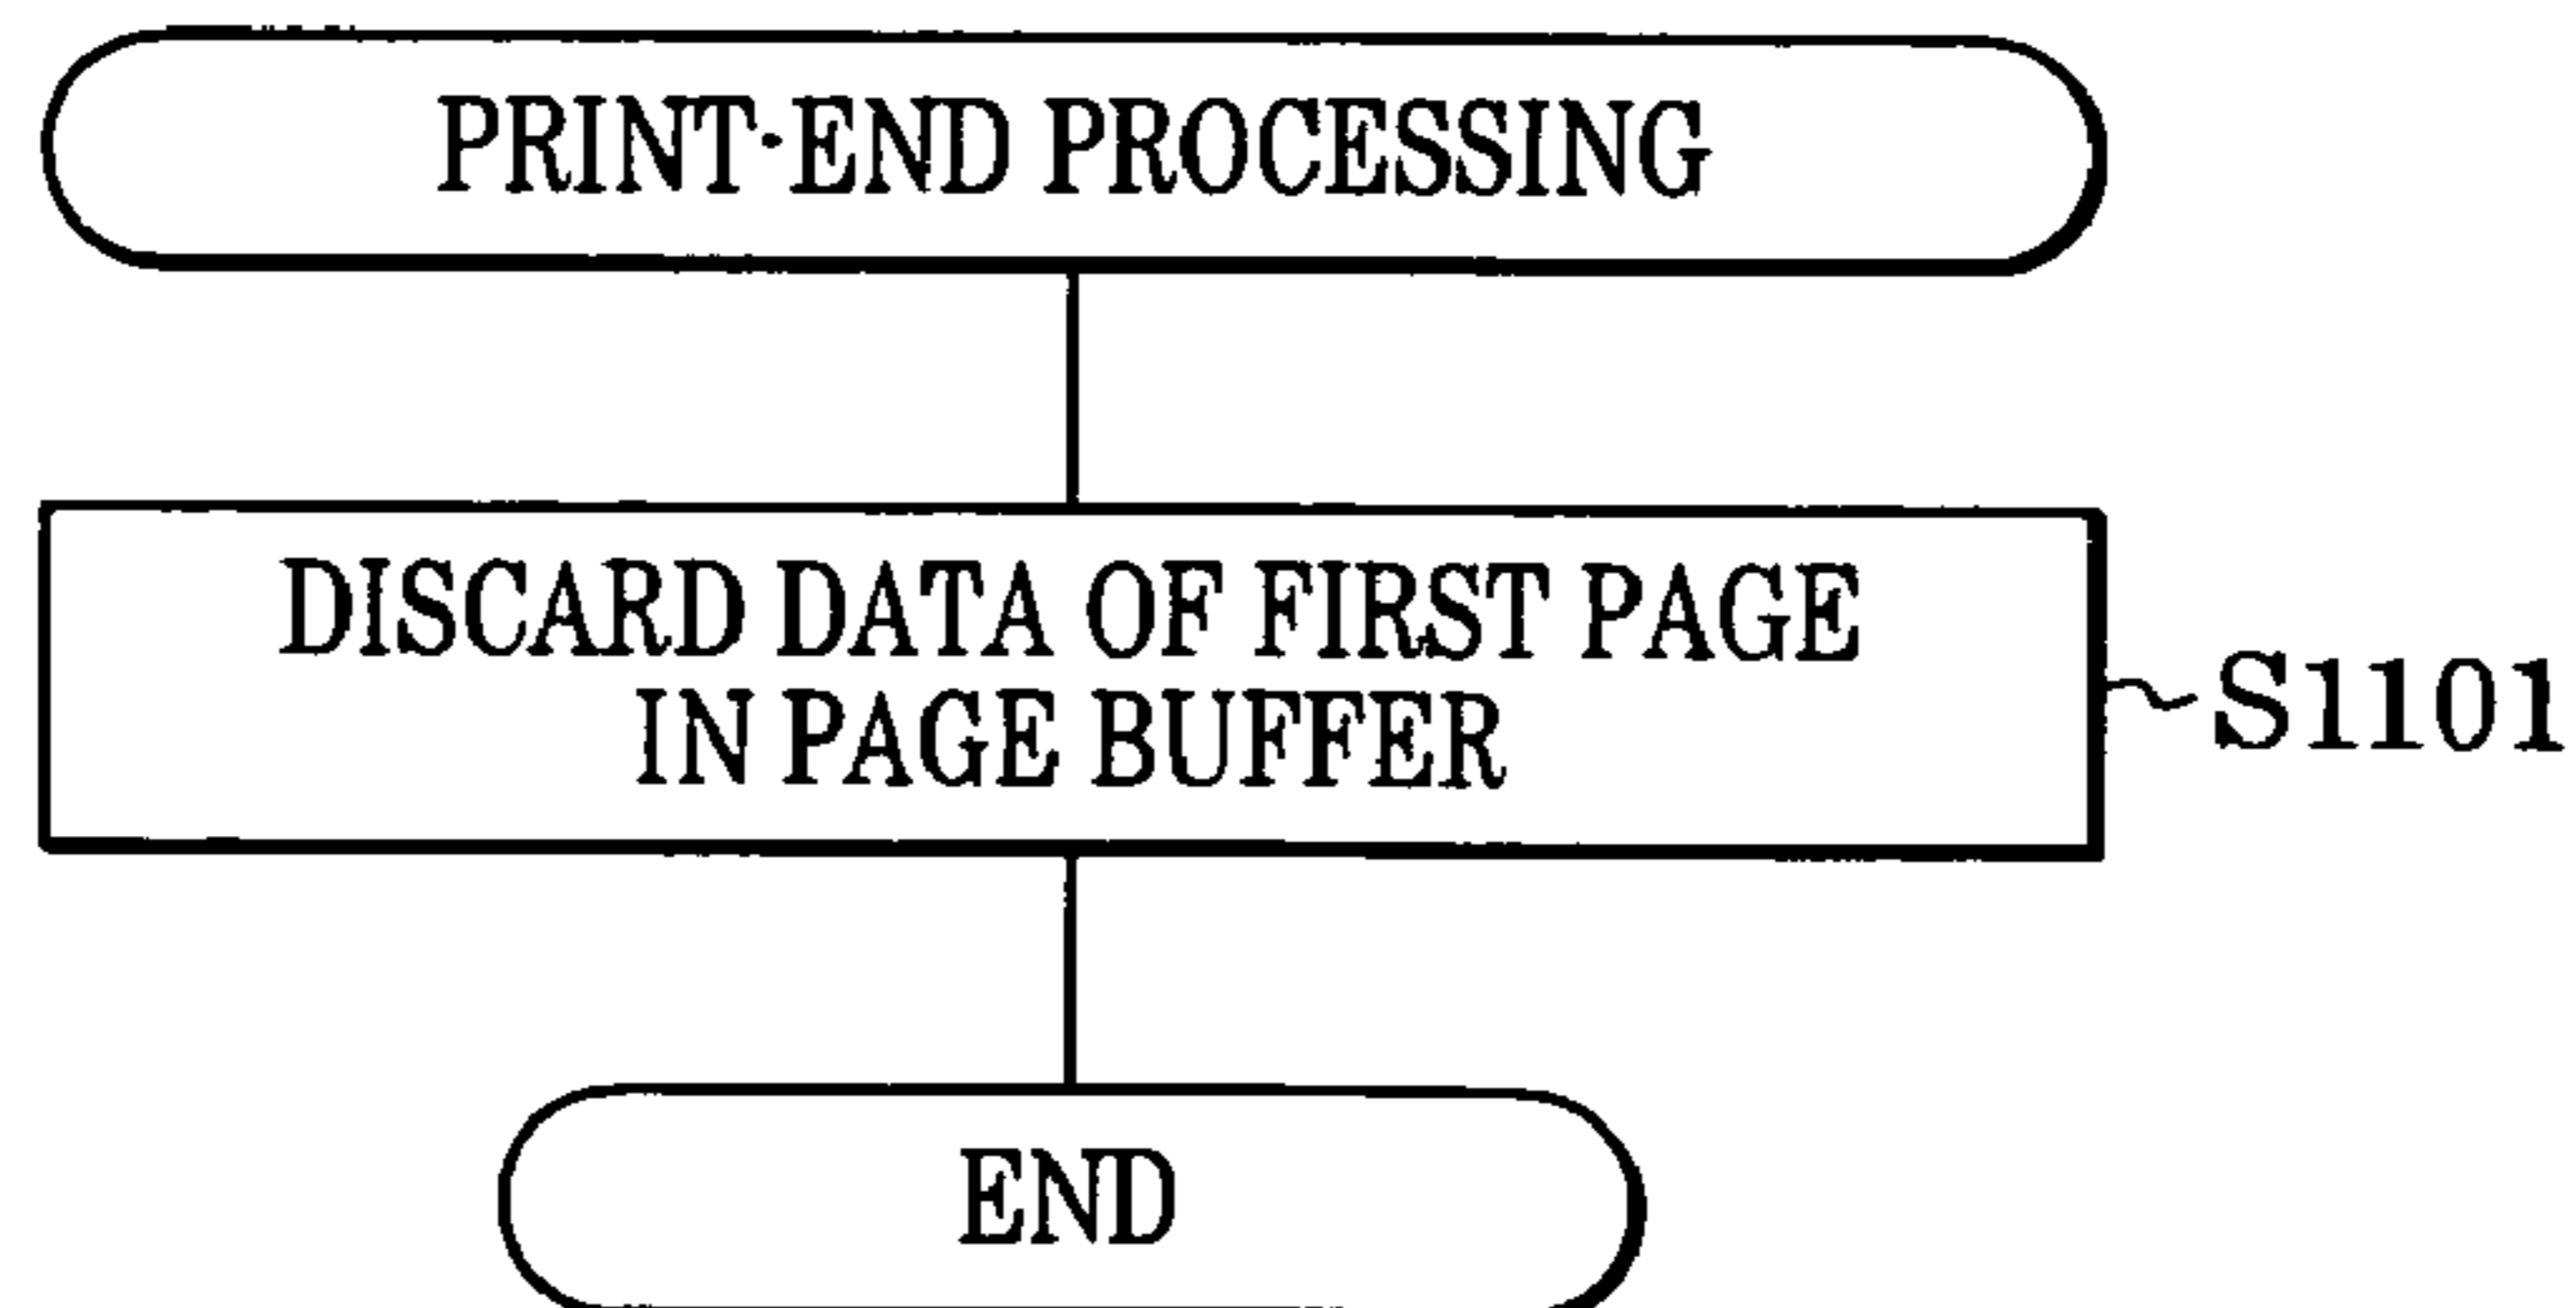 PRINT-END PROCESSING
DISCARD DATA OF FIRST PAGE
IN PAGE BUFFER
S1101
END